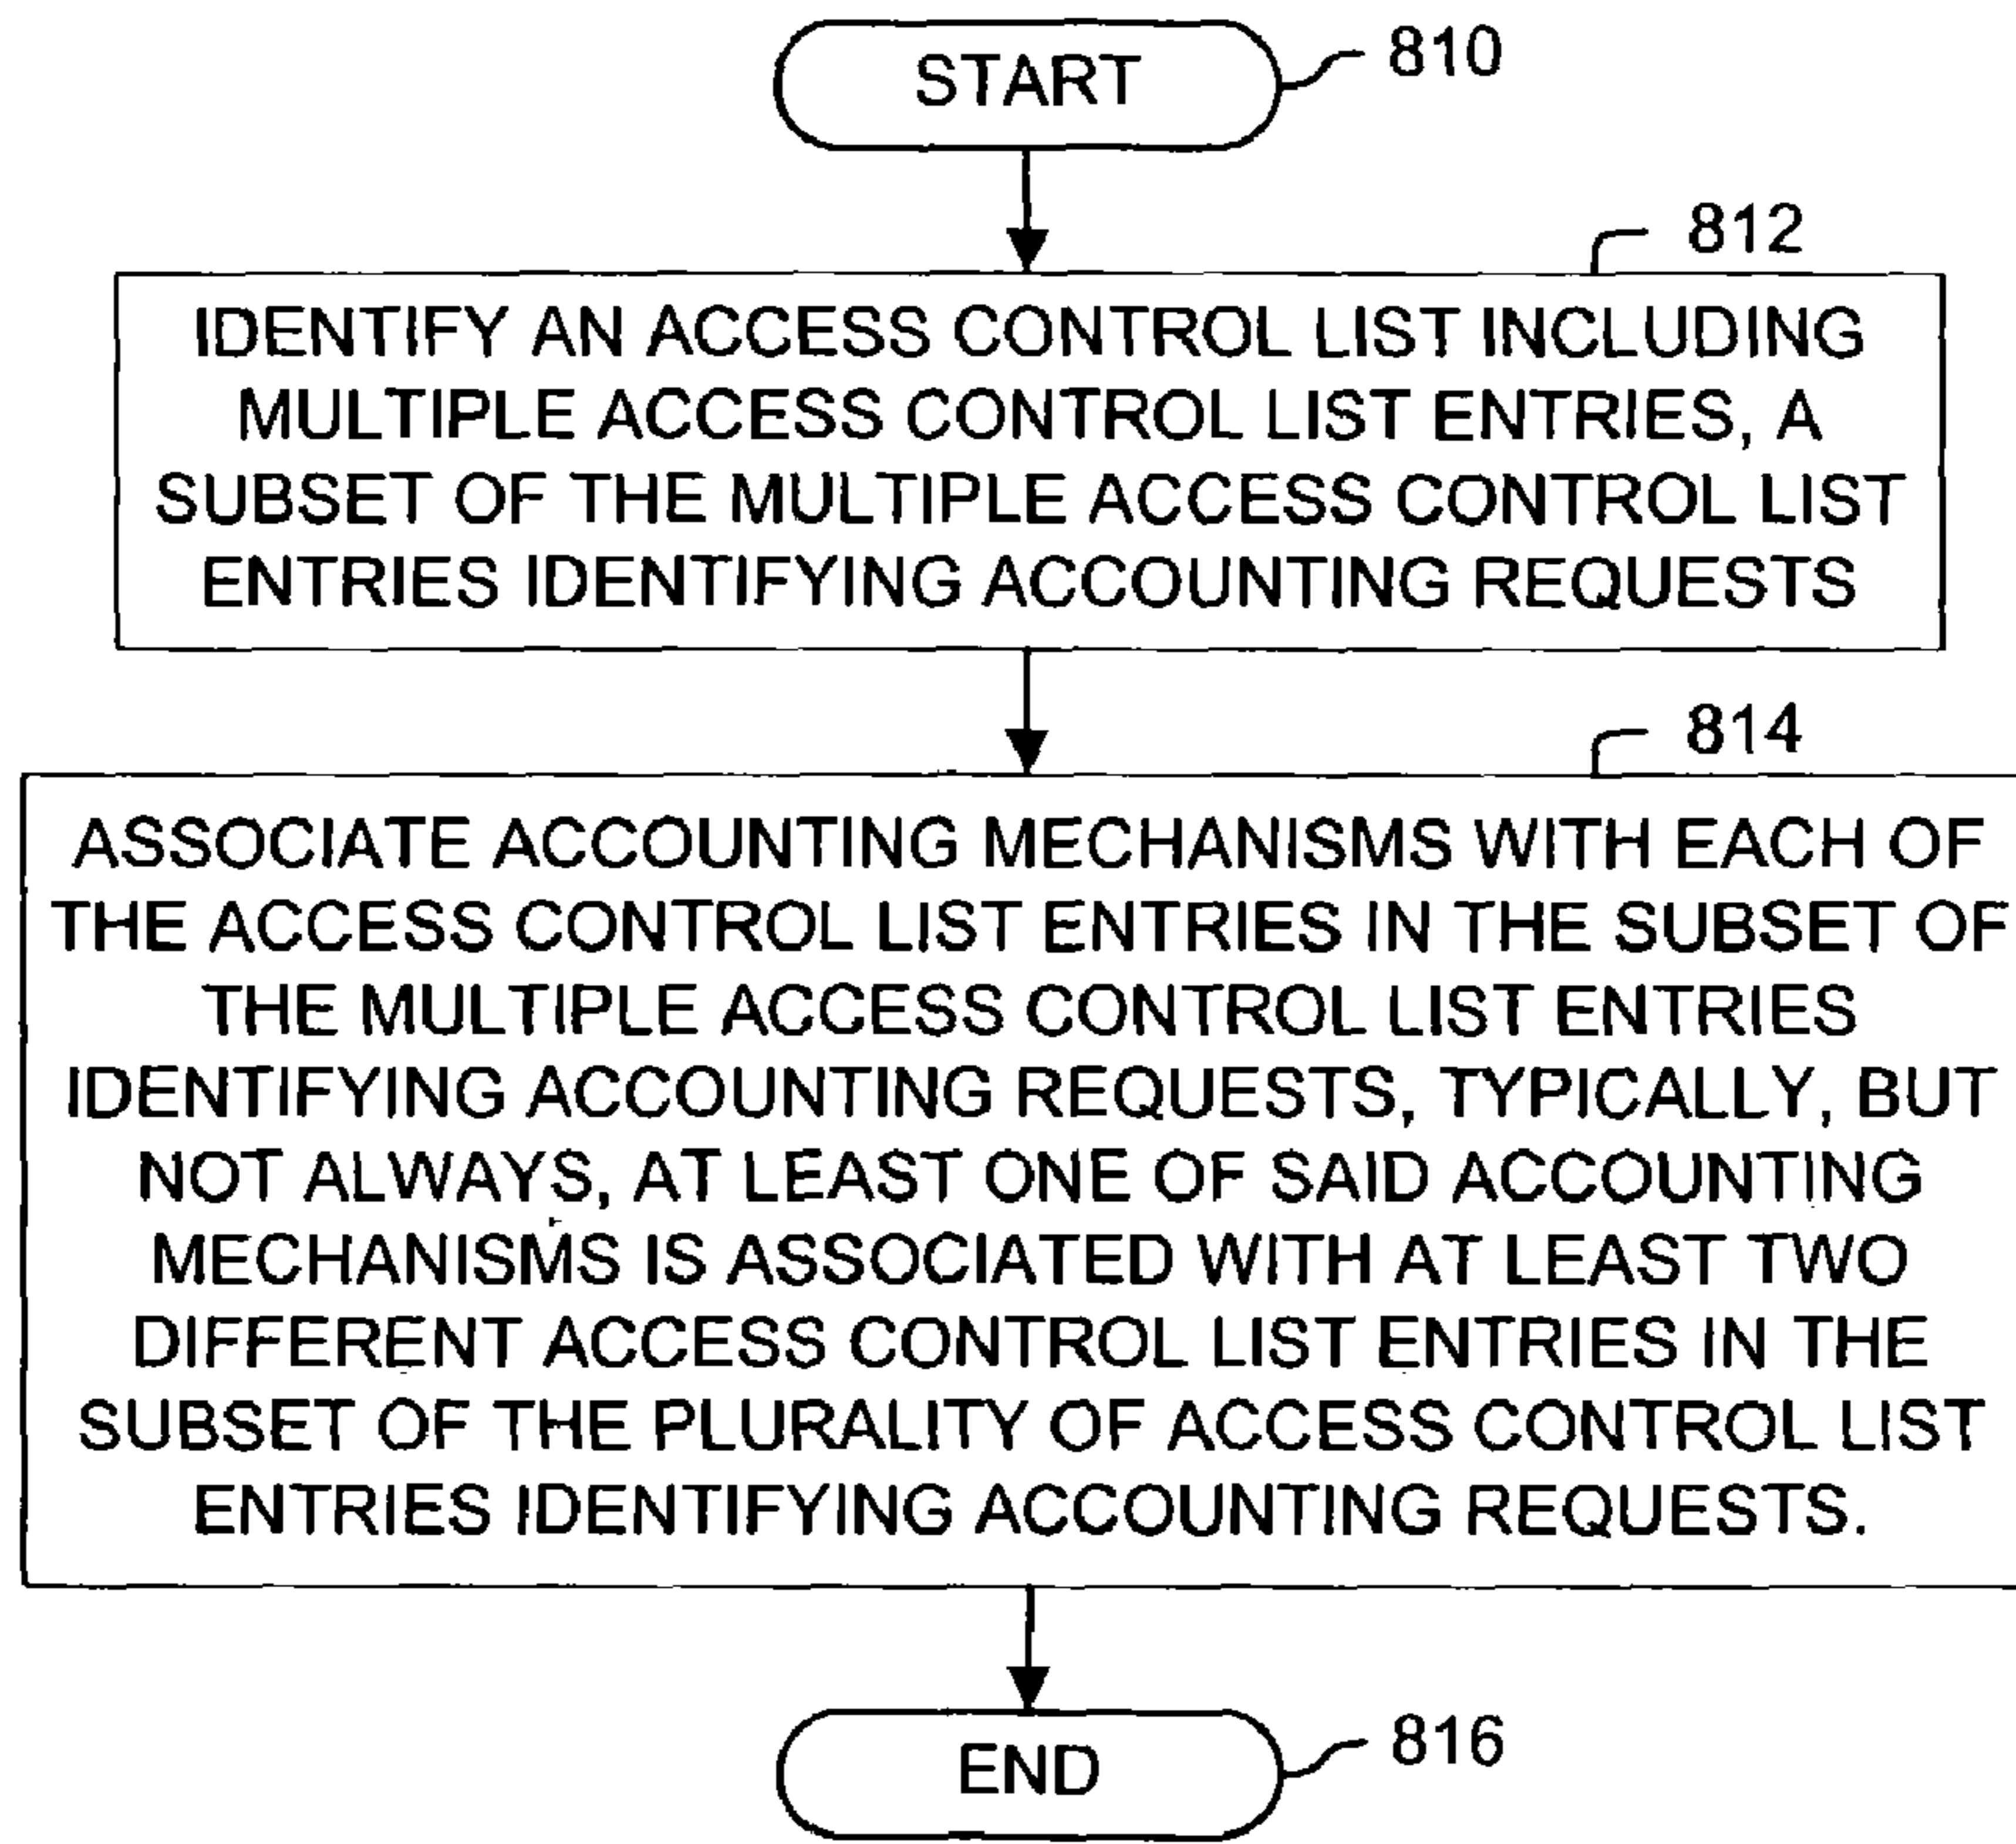 START
810
812
IDENTIFY AN ACCESS CONTROL LIST INCLUDING
MULTIPLE ACCESS CONTROL LIST ENTRIES, A
SUBSET OF THE MULTIPLE ACCESS CONTROL LIST
ENTRIES IDENTIFYING ACCOUNTING REQUESTS
814
ASSOCIATE ACCOUNTING MECHANISMS WITH EACH OF
THE ACCESS CONTROL LIST ENTRIES IN THE SUBSET OF
THE MULTIPLE ACCESS CONTROL LIST ENTRIES
IDENTIFYING ACCOUNTING REQUESTS, TYPICALLY, BUT
NOT ALWAYS, AT LEAST ONE OF SAID ACCOUNTING
MECHANISMS IS ASSOCIATED WITH AT LEAST TWO
DIFFERENT ACCESS CONTROL LIST ENTRIES IN THE
SUBSET OF THE PLURALITY OF ACCESS CONTROL LIST
ENTRIES IDENTIFYING ACCOUNTING REQUESTS.
END
816